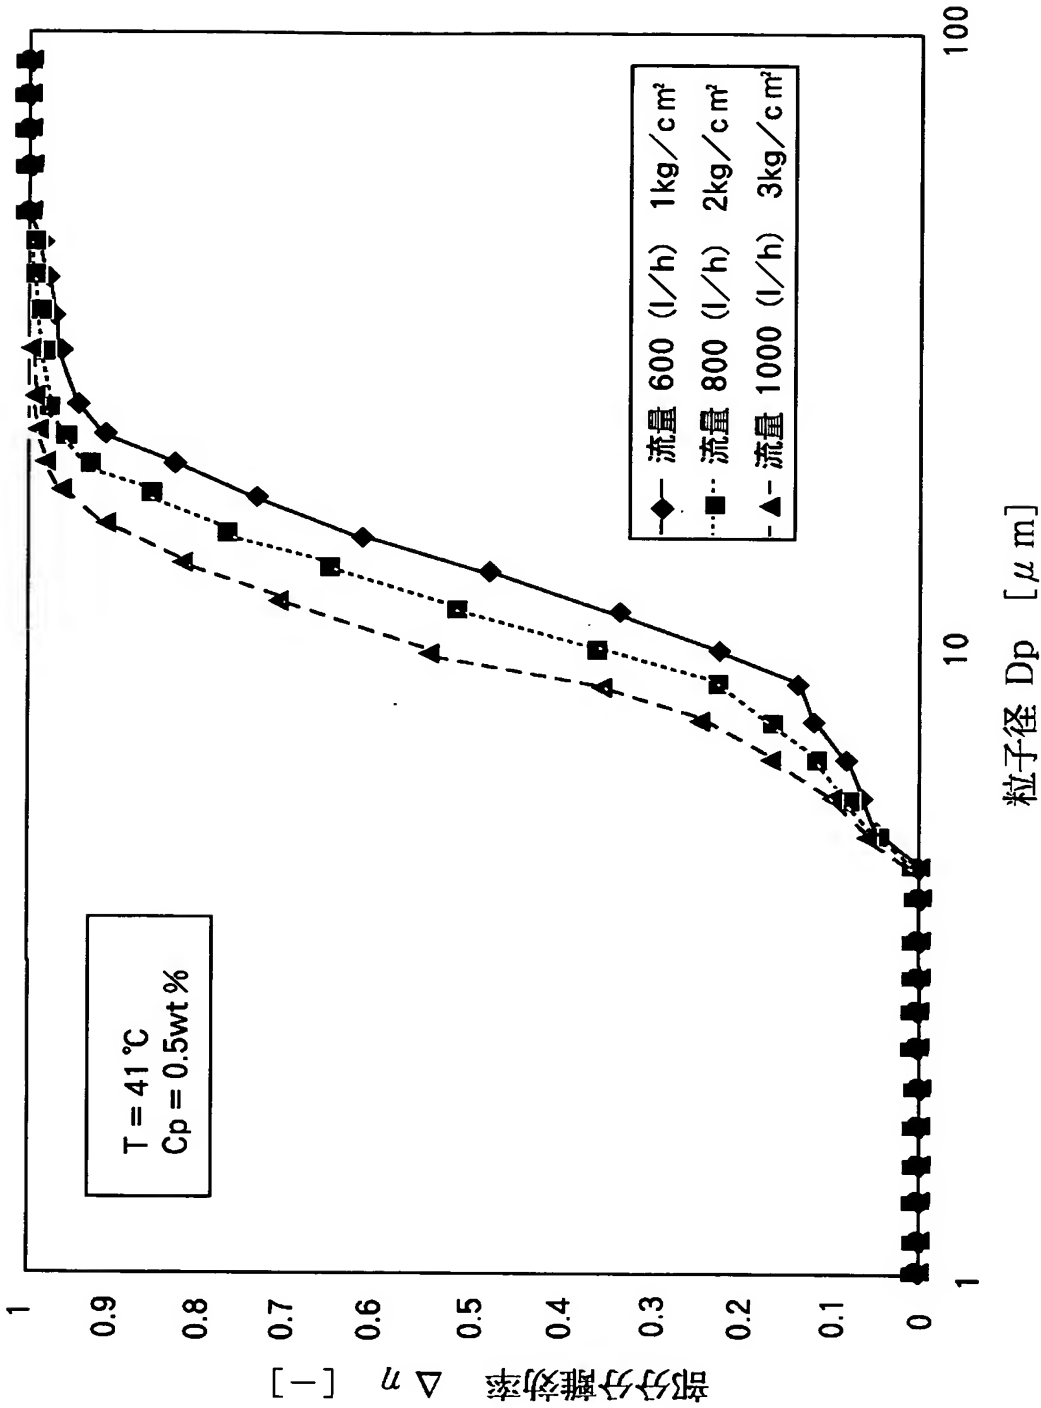 部分分離効率 Δη [－]
1
0.9
0.8
0.7
0.6
0.5
0.4
0.3
0.2
0.1
0
T = 41℃
Cp = 0.5wt%
流量 600 (l/h) 1kg/cm²
流量 800 (l/h) 2kg/cm²
流量 1000 (l/h) 3kg/cm²
1
10
100
粒子径 Dp [μm]